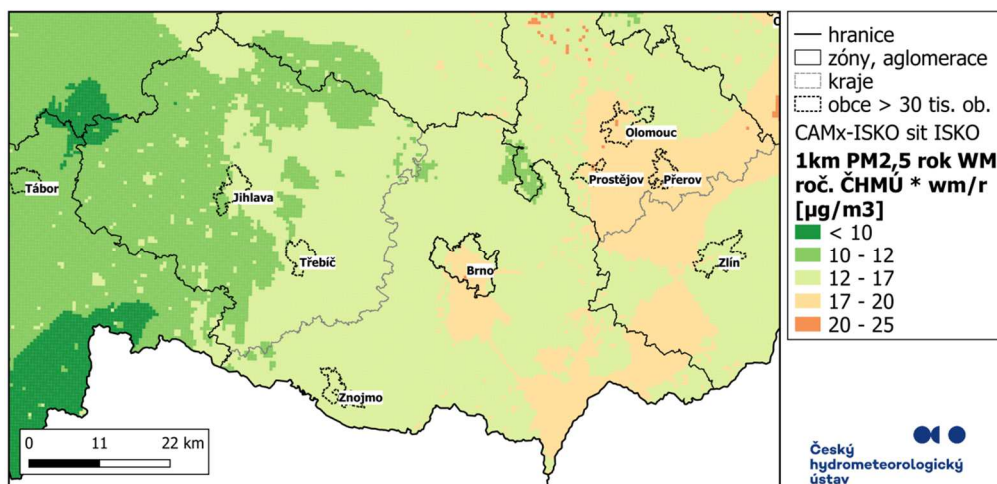 Olomouc
Prostějov
Přerov
Tábor
Jihlava
Třebíč
Brno
Zlín
Znojmo
0 11 22 km
hranice
zóny, aglomerace
kraje
obce > 30 tis. ob.
CAMx-ISKO sit ISKO
1km PM2,5 rok WM
roč. ČHMÚ * wm/r
[µg/m3]
< 10
10 - 12
12 - 17
17 - 20
20 - 25
Český
hydrometeorologický
ústav